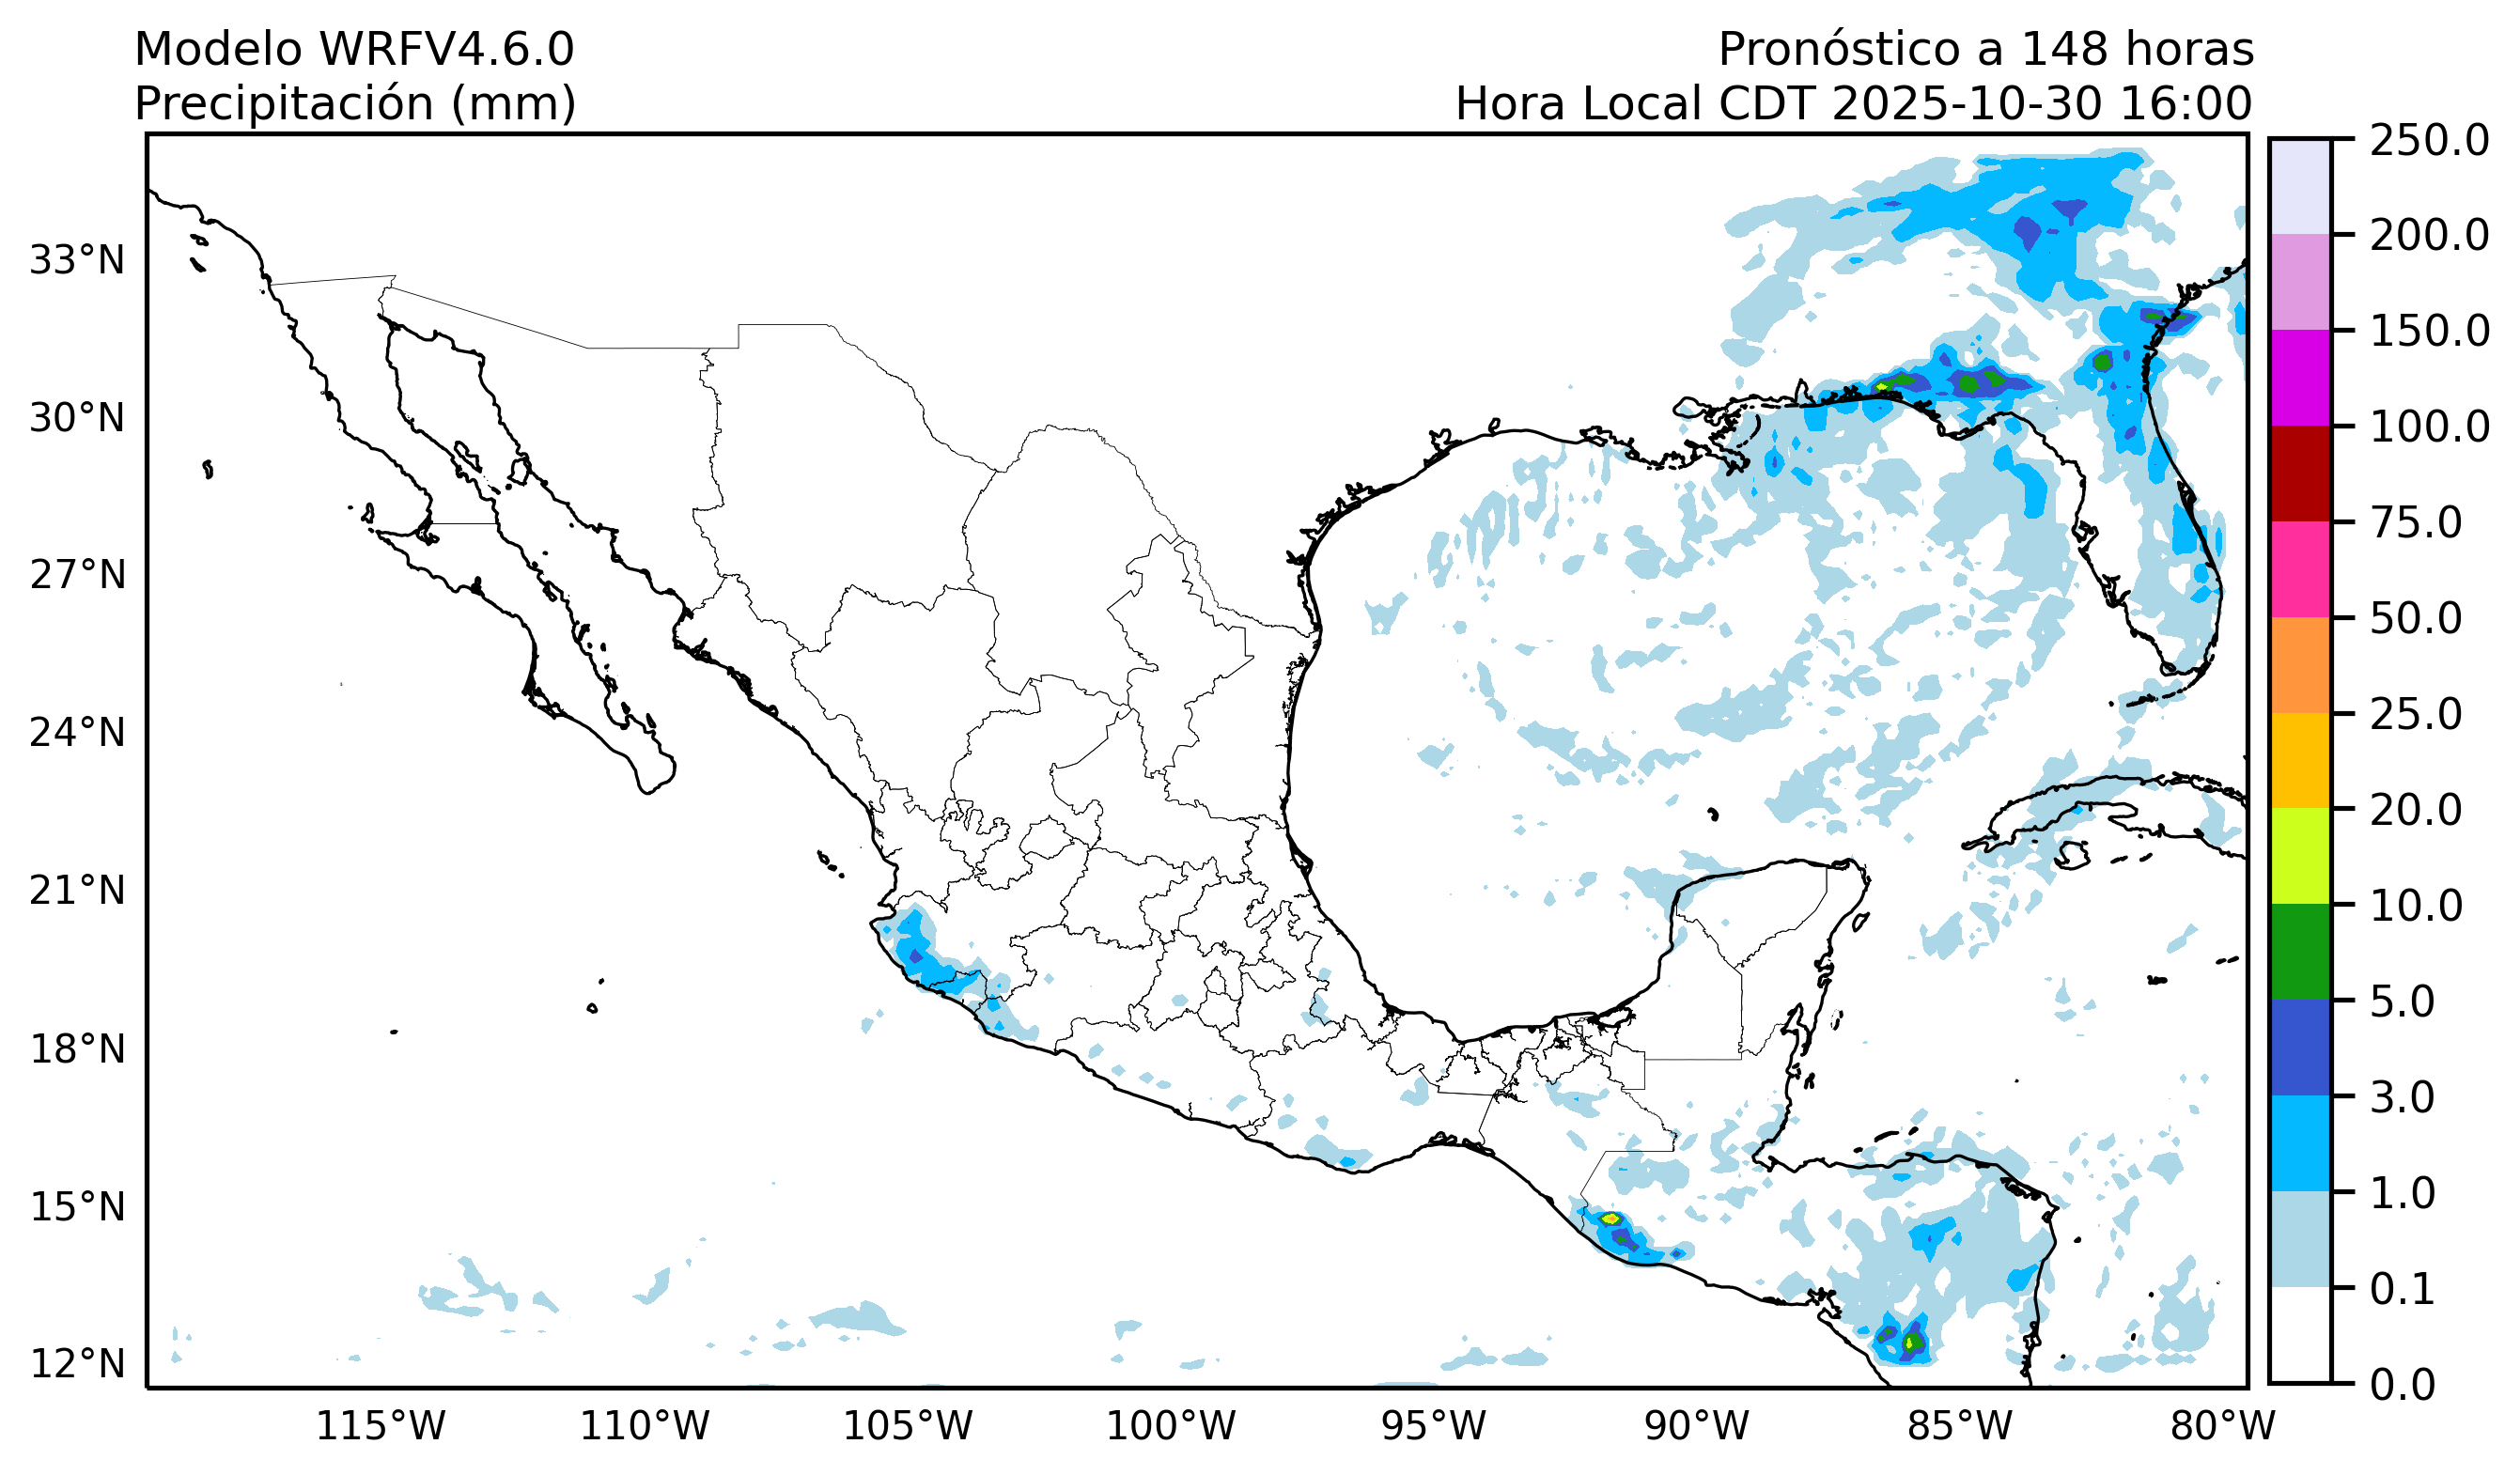 Modelo WRFV4.6.0
Precipitación (mm)
Pronóstico a 148 horas
Hora Local CDT 2025-10-30 16:00
33°N
30°N
27°N
24°N
21°N
18°N
15°N
12°N
115°W
110°W
105°W
100°W
95°W
90°W
85°W
80°W
250.0
200.0
150.0
100.0
75.0
50.0
25.0
20.0
10.0
5.0
3.0
1.0
0.1
0.0